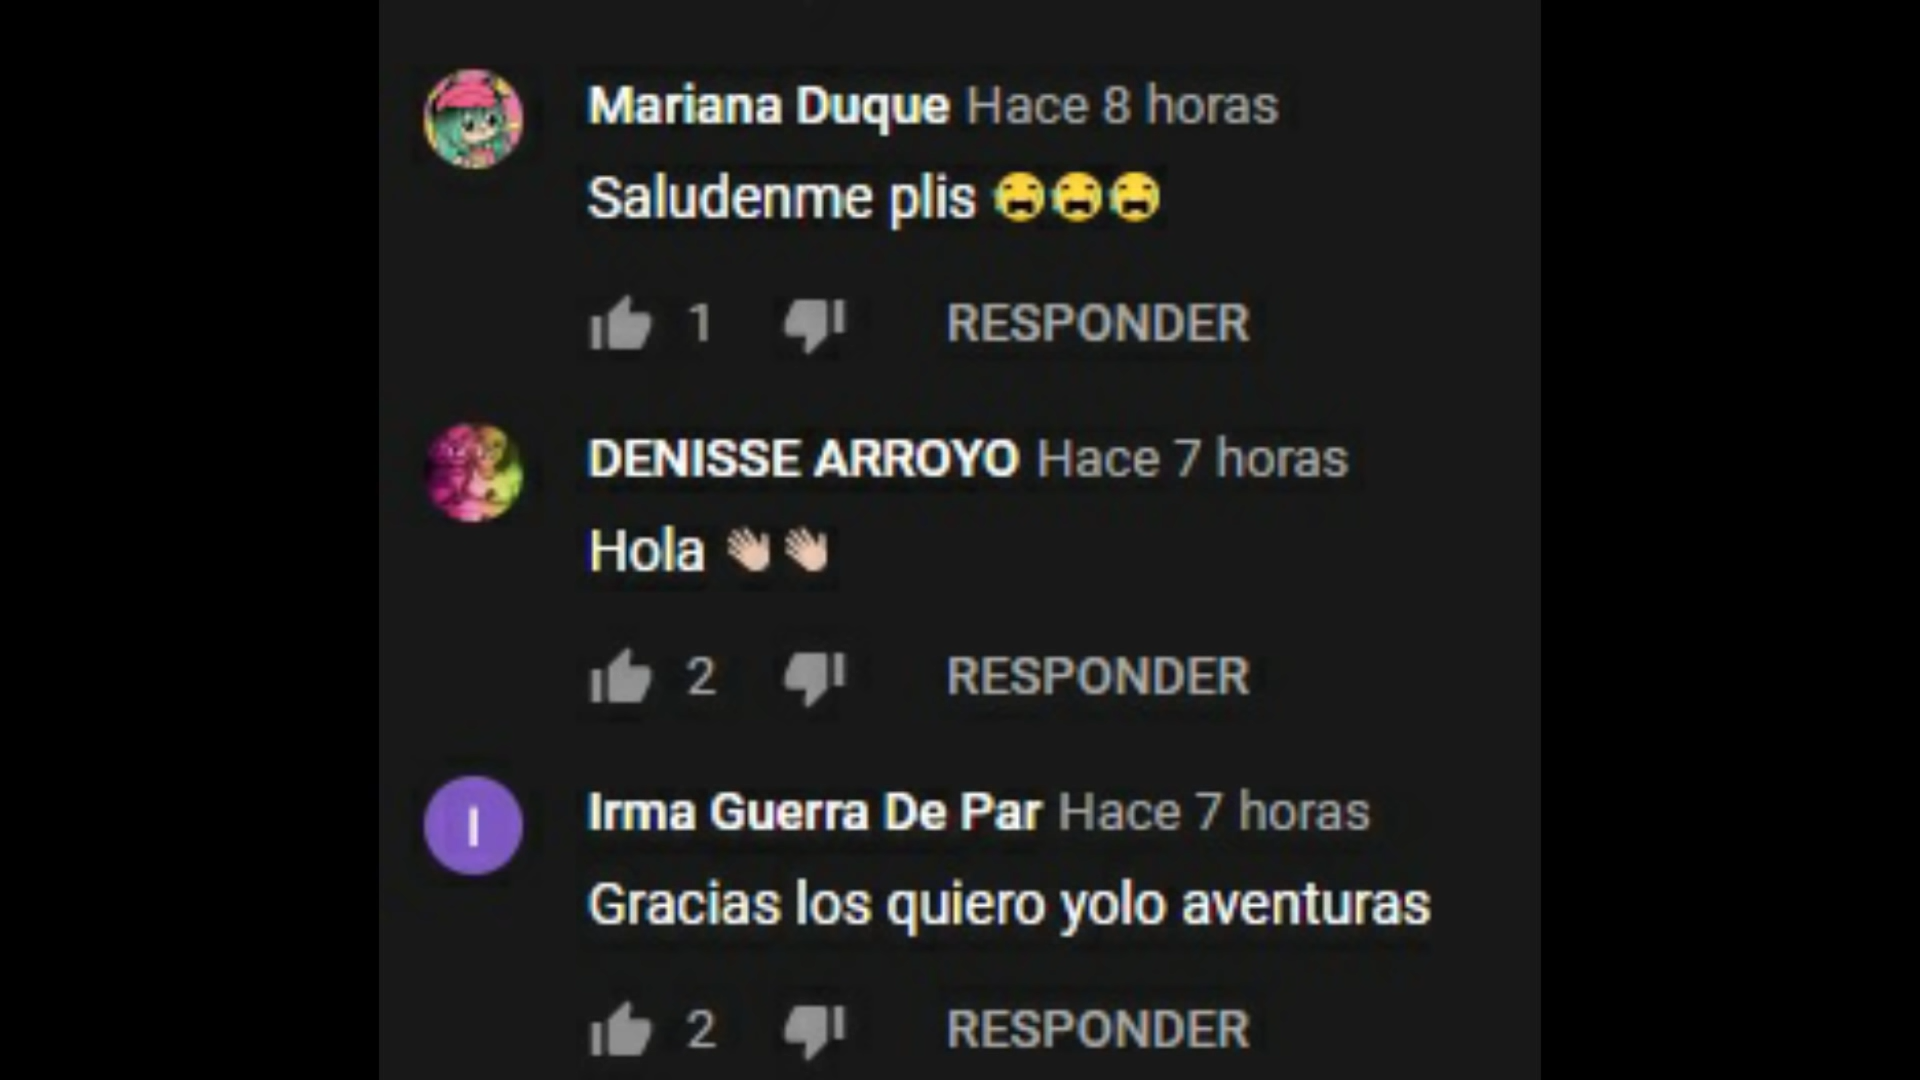 Mariana Duque Hace 8 horas
Saludenme plis 😭😭😭
1 RESPONDER
DENISSE ARROYO Hace 7 horas
Hola 👋🏻👋🏻
2 RESPONDER
I
Irma Guerra De Par Hace 7 horas
Gracias los quiero yolo aventuras
2 RESPONDER